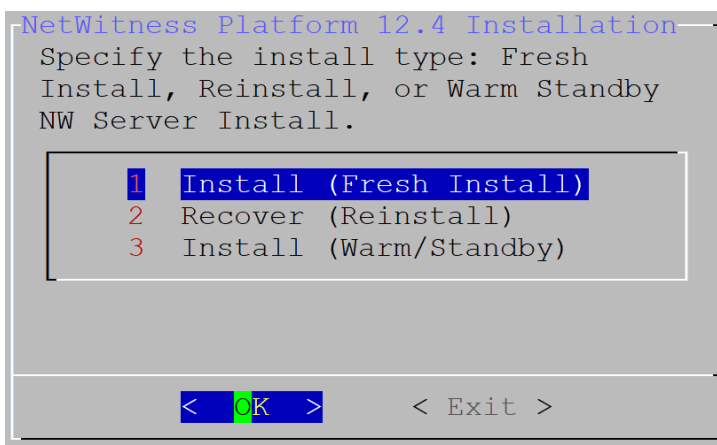 NetWitness Platform 12.4 Installation
Specify the install type: Fresh
Install, Reinstall, or Warm Standby
NW Server Install.
1 Install (Fresh Install)
2 Recover (Reinstall)
3 Install (Warm/Standby)
< OK > < Exit >